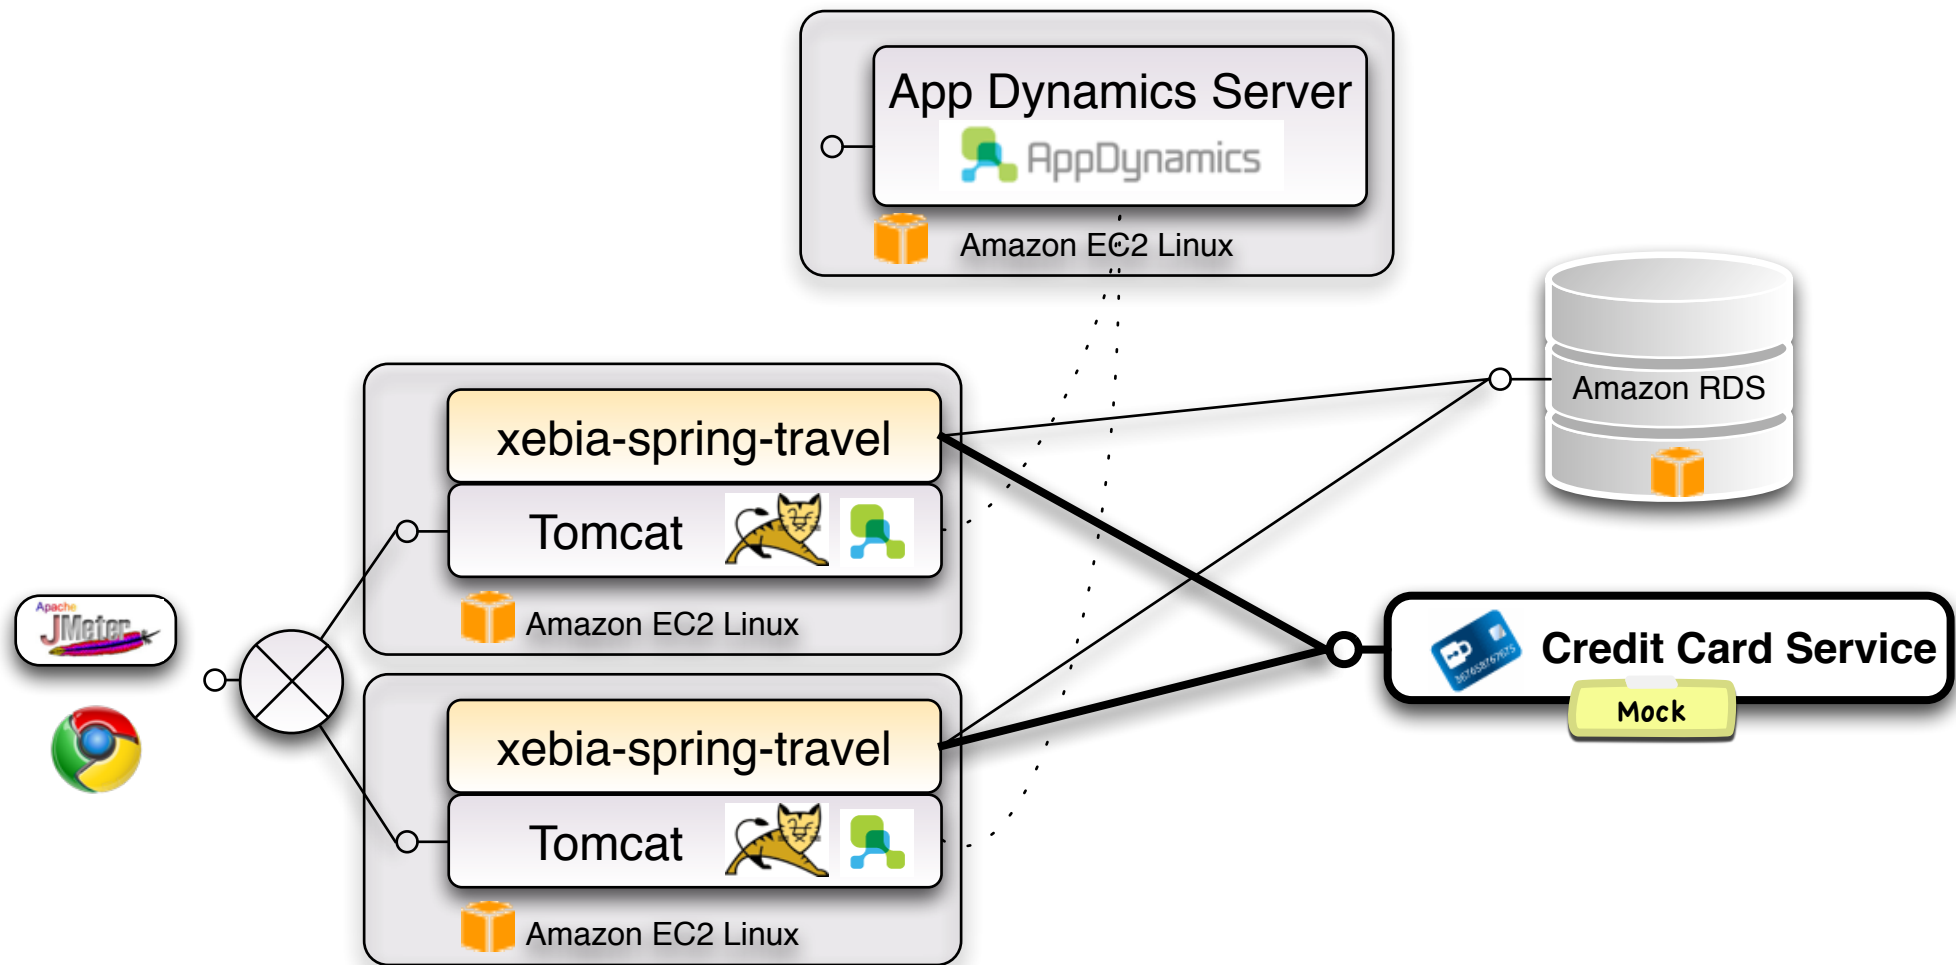 App Dynamics Server
AppDynamics
Amazon EC2 Linux
Amazon RDS
xebia-spring-travel
Tomcat
Amazon EC2 Linux
Apache
JMeter
Credit Card Service
Mock
xebia-spring-travel
Tomcat
Amazon EC2 Linux